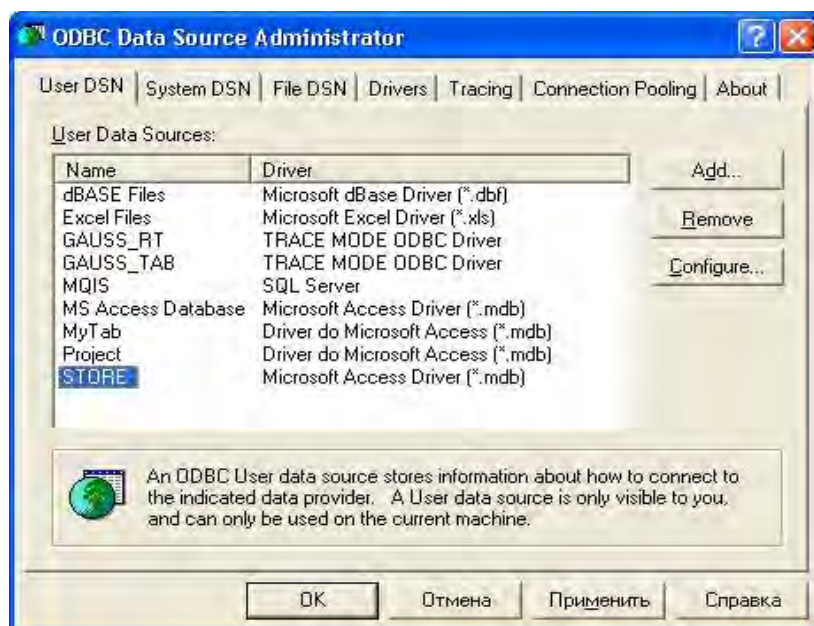 ODBC Data Source Administrator
User DSN System DSN File DSN Drivers Tracing Connection Pooling About
User Data Sources:
Name Driver
dBASE Files Microsoft dBase Driver (*.dbf)
Excel Files Microsoft Excel Driver (*.xls)
GAUSS_RT TRACE MODE ODBC Driver
GAUSS_TAB TRACE MODE ODBC Driver
MQIS SQL Server
MS Access Database Microsoft Access Driver (*.mdb)
MyTab Driver do Microsoft Access (*.mdb)
Project Driver do Microsoft Access (*.mdb)
STORE Microsoft Access Driver (*.mdb)
Add...
Remove
Configure...
An ODBC User data source stores information about how to connect to
the indicated data provider. A User data source is only visible to you,
and can only be used on the current machine.
OK Отмена Применить Справка